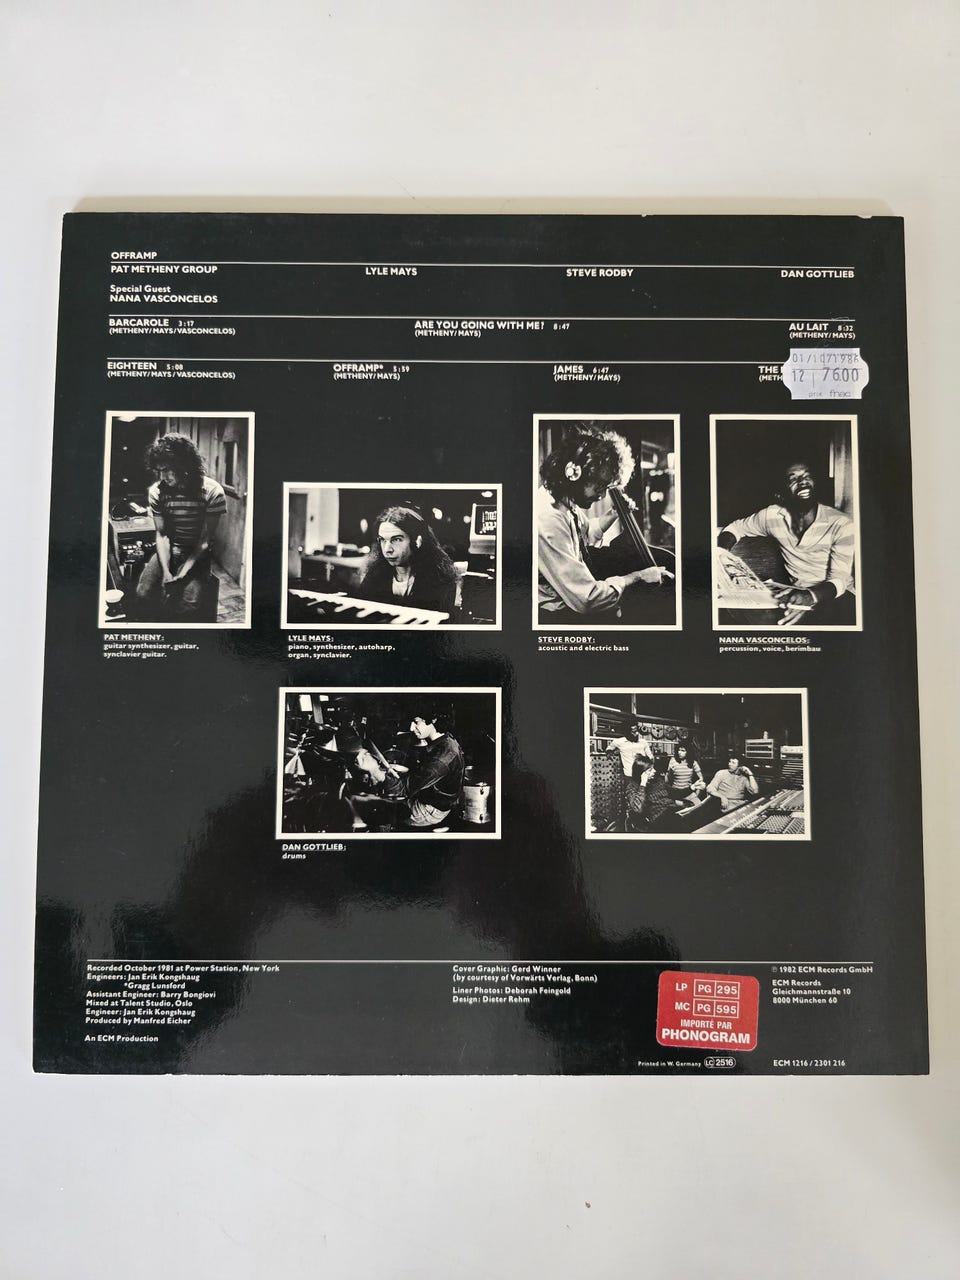 OFFRAMP
PAT METHENY GROUP LYLE MAYS STEVE RODBY DAN GOTTLIEB
Special Guest
NANA VASCONCELOS
BARCAROLE 3:17 ARE YOU GOING WITH ME? 8:47 AU LAIT 8:32
(METHENY/MAYS/VASCONCELOS) (METHENY/MAYS) (METHENY/MAYS)
EIGHTEEN 5:08 OFFRAMP* 5:59 JAMES 6:47 THE
(METHENY/MAYS/VASCONCELOS) (METHENY/MAYS) (METHENY/MAYS) (METH
12 7600
fnac
PAT METHENY:
guitar synthesizer, guitar,
synclavier guitar.
LYLE MAYS:
piano, synthesizer, autoharp,
organ, synclavier.
STEVE RODBY:
acoustic and electric bass
NANA VASCONCELOS:
percussion, voice, berimbau
DAN GOTTLIEB:
drums
Recorded October 1981 at Power Station, New York
Engineers: Jan Erik Kongshaug
*Gragg Lunsford
Assistant Engineer: Barry Bongiovi
Mixed at Talent Studio, Oslo
Engineer: Jan Erik Kongshaug
Produced by Manfred Eicher
An ECM Production
Cover Graphic: Gerd Winner
(by courtesy of Vorwärts Verlag, Bonn)
Liner Photos: Deborah Feingold
Design: Dieter Rehm
LP PG 295
MC PG 595
IMPORTÉ PAR
PHONOGRAM
℗ 1982 ECM Records GmbH
ECM Records
Gleichmannstraße 10
8000 München 60
Printed in W. Germany LC 2516
ECM 1216 / 2301 216